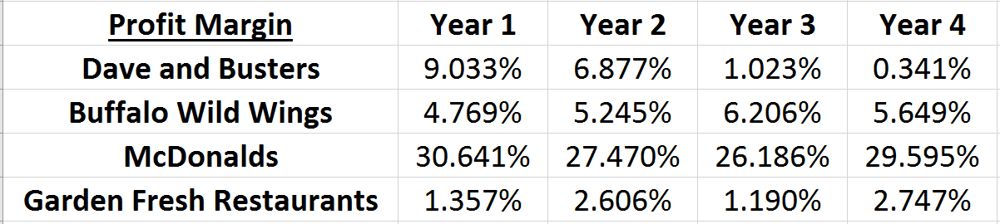 Profit Margin Year 1 Year 2 Year 3 Year 4
Dave and Busters 9.033% 6.877% 1.023% 0.341%
Buffalo Wild Wings 4.769% 5.245% 6.206% 5.649%
McDonalds 30.641% 27.470% 26.186% 29.595%
Garden Fresh Restaurants 1.357% 2.606% 1.190% 2.747%